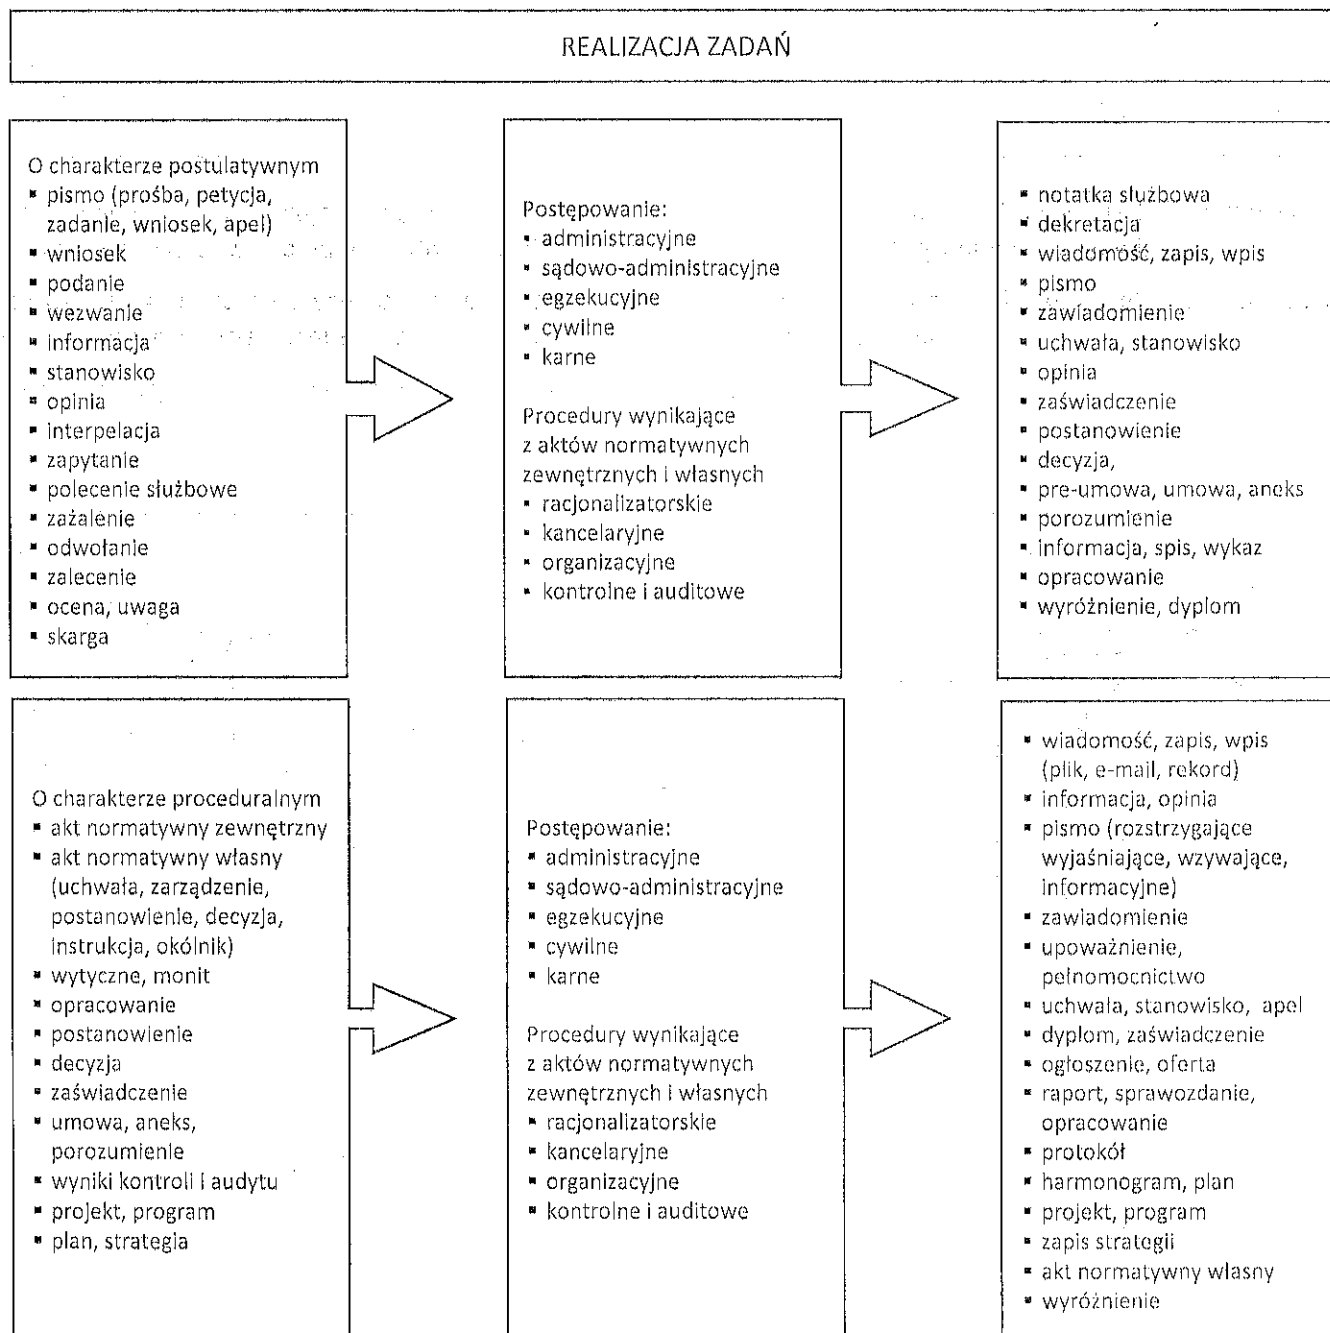 REALIZACJA ZADAŃ
O charakterze postulatywnym
▪ pismo (prośba, petycja,
zadanie, wniosek, apel)
▪ wniosek
▪ podanie
▪ wezwanie
▪ informacja
▪ stanowisko
▪ opinia
▪ interpelacja
▪ zapytanie
▪ polecenie służbowe
▪ zażalenie
▪ odwołanie
▪ zalecenie
▪ ocena, uwaga
▪ skarga
Postępowanie:
▪ administracyjne
▪ sądowo-administracyjne
▪ egzekucyjne
▪ cywilne
▪ karne
Procedury wynikające
z aktów normatywnych
zewnętrznych i własnych
▪ racjonalizatorskie
▪ kancelaryjne
▪ organizacyjne
▪ kontrolne i auditowe
▪ notatka służbowa
▪ dekretacja
▪ wiadomość, zapis, wpis
▪ pismo
▪ zawiadomienie
▪ uchwała, stanowisko
▪ opinia
▪ zaświadczenie
▪ postanowienie
▪ decyzja,
▪ pre-umowa, umowa, aneks
▪ porozumienie
▪ informacja, spis, wykaz
▪ opracowanie
▪ wyróżnienie, dyplom
O charakterze proceduralnym
▪ akt normatywny zewnętrzny
▪ akt normatywny własny
(uchwała, zarządzenie,
postanowienie, decyzja,
instrukcja, okólnik)
▪ wytyczne, monit
▪ opracowanie
▪ postanowienie
▪ decyzja
▪ zaświadczenie
▪ umowa, aneks,
porozumienie
▪ wyniki kontroli i audytu
▪ projekt, program
▪ plan, strategia
Postępowanie:
▪ administracyjne
▪ sądowo-administracyjne
▪ egzekucyjne
▪ cywilne
▪ karne
Procedury wynikające
z aktów normatywnych
zewnętrznych i własnych
▪ racjonalizatorskie
▪ kancelaryjne
▪ organizacyjne
▪ kontrolne i auditowe
▪ wiadomość, zapis, wpis
(plik, e-mail, rekord)
▪ informacja, opinia
▪ pismo (rozstrzygające
wyjaśniające, wzywające,
informacyjne)
▪ zawiadomienie
▪ upoważnienie,
pełnomocnictwo
▪ uchwała, stanowisko, apel
▪ dyplom, zaświadczenie
▪ ogłoszenie, oferta
▪ raport, sprawozdanie,
opracowanie
▪ protokół
▪ harmonogram, plan
▪ projekt, program
▪ zapis strategii
▪ akt normatywny własny
▪ wyróżnienie